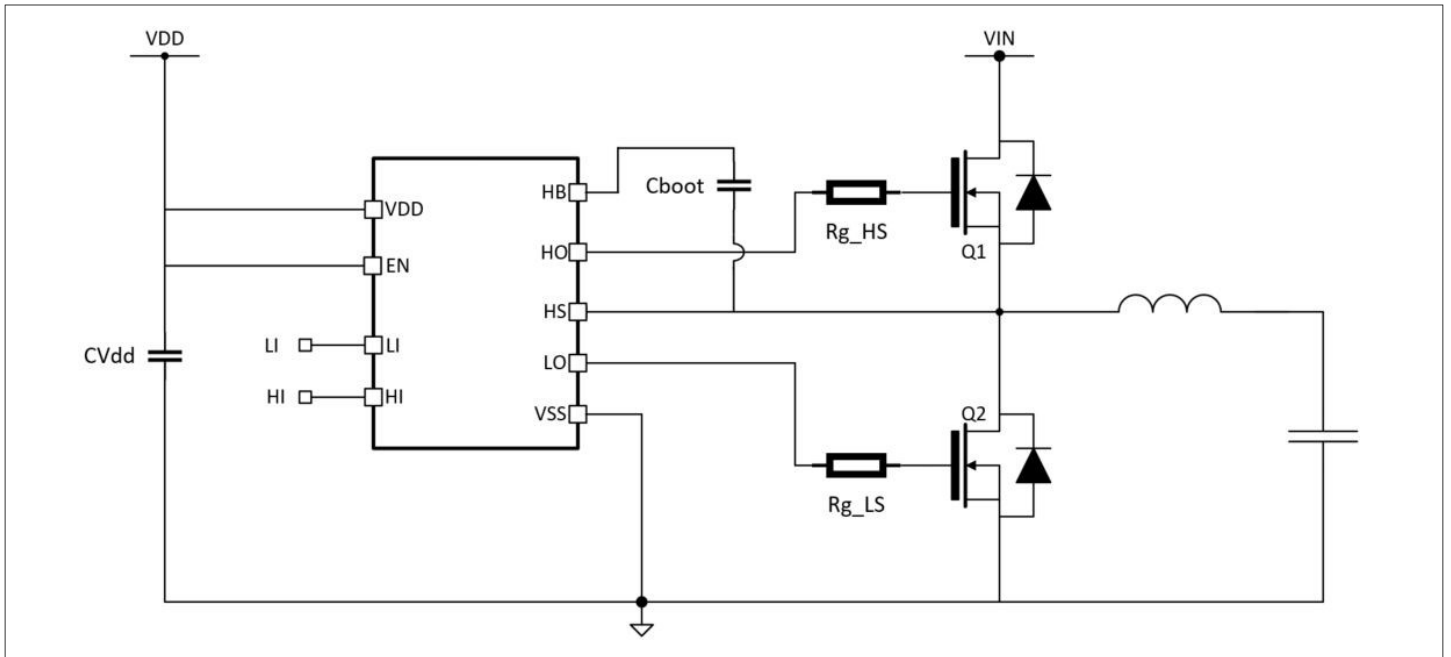 VDD
VIN
HB
Cboot
VDD
Rg_HS
HO
Q1
EN
HS
LI
LI
CVdd
LO
HI
HI
VSS
Q2
Rg_LS